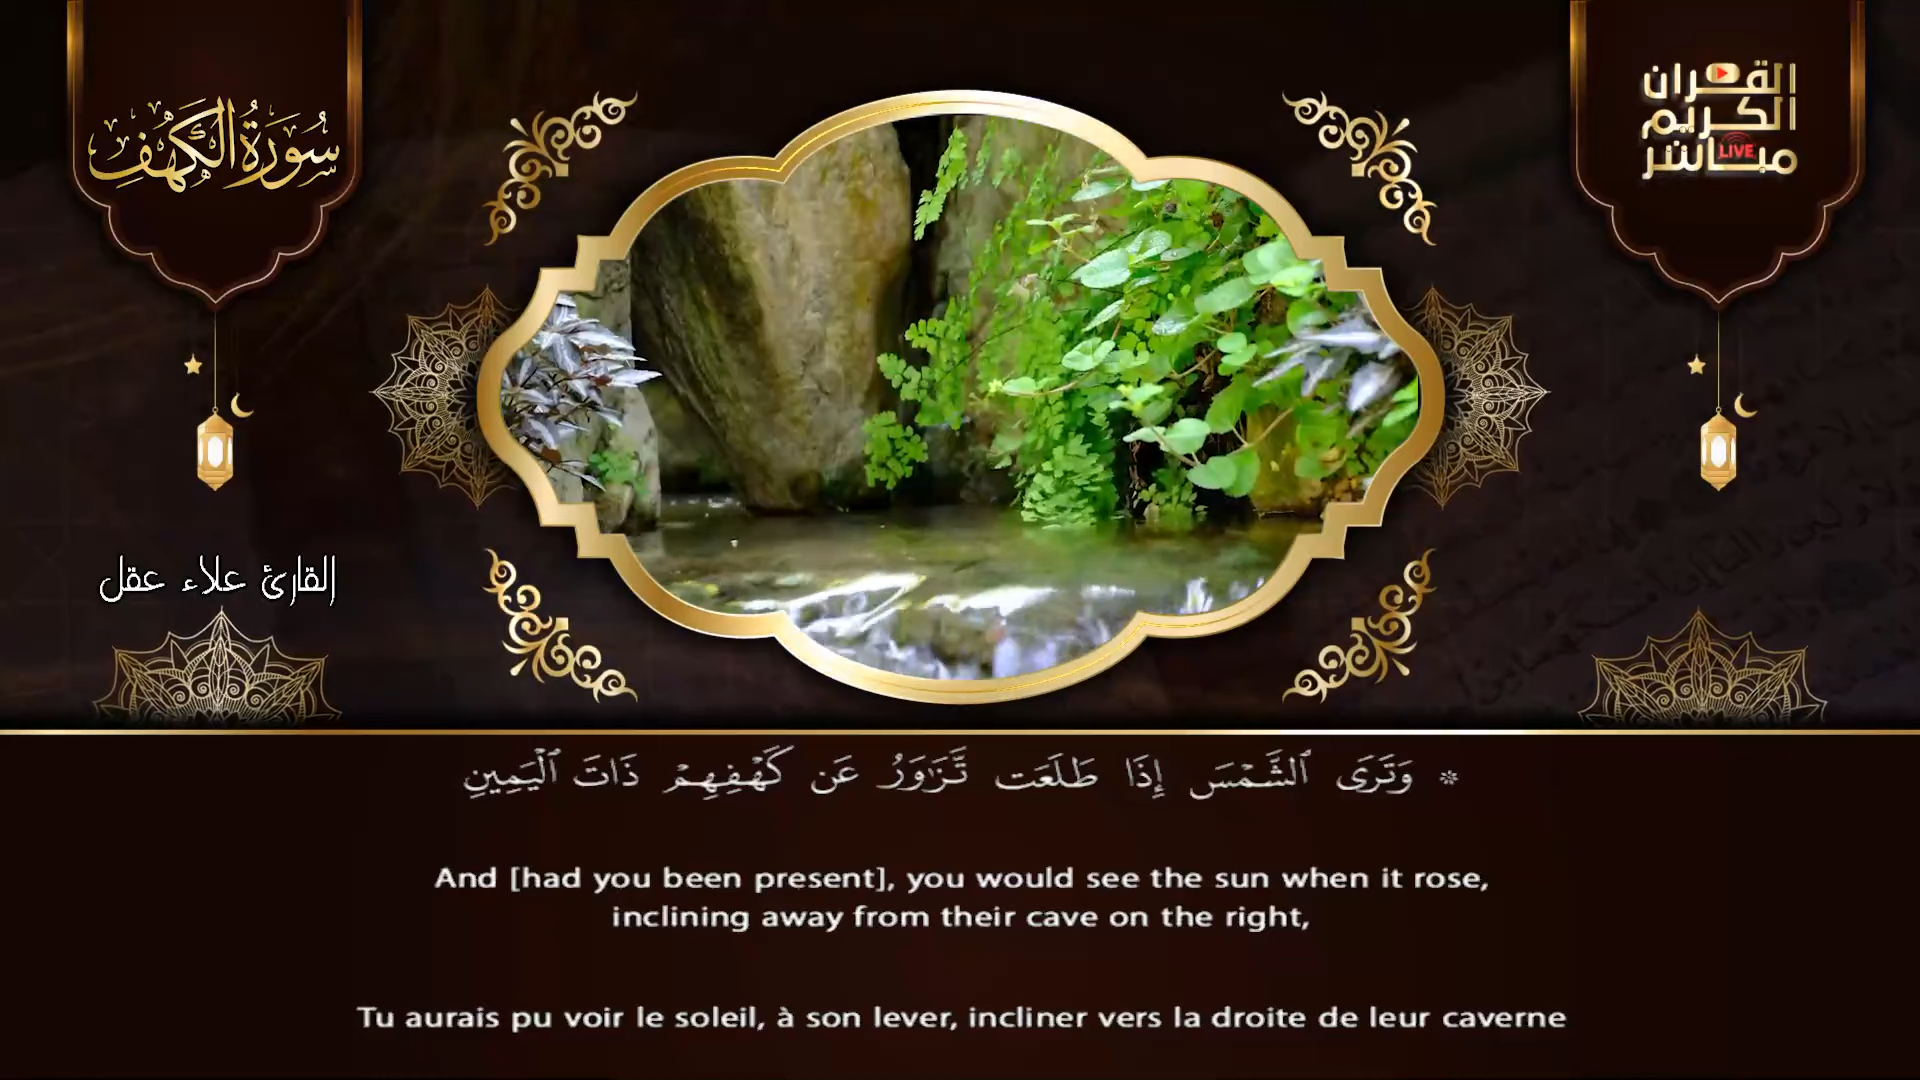 سُورَةُ الكَهْفِ
القرآن
الكريم
مباشر
LIVE
القارئ علاء عقل
۞ وَتَرَى ٱلشَّمْسَ إِذَا طَلَعَت تَّزَٰوَرُ عَن كَهْفِهِمْ ذَاتَ ٱلْيَمِينِ
And [had you been present], you would see the sun when it rose,
inclining away from their cave on the right,
Tu aurais pu voir le soleil, à son lever, incliner vers la droite de leur caverne